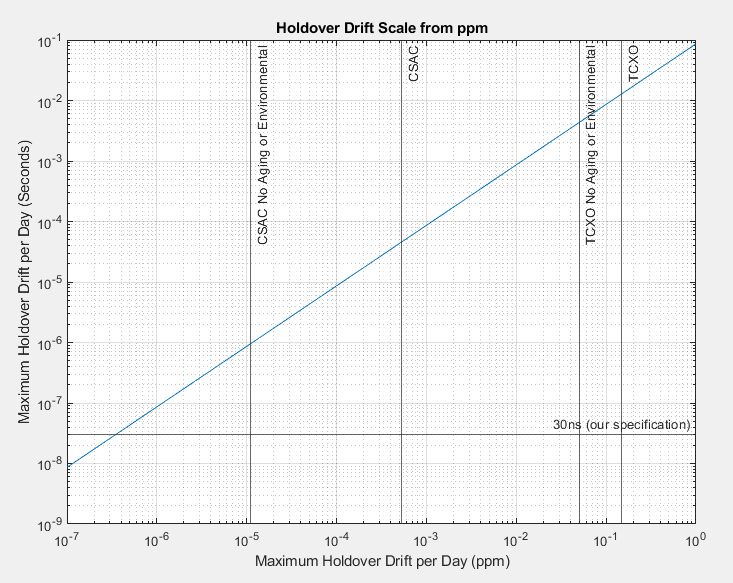 Holdover Drift Scale from ppm
Maximum Holdover Drift per Day (Seconds)
10^-1
10^-2
10^-3
10^-4
10^-5
10^-6
10^-7
10^-8
10^-9
CSAC No Aging or Environmental
CSAC
TCXO No Aging or Environmental
TCXO
30ns (our specification)
10^-7 10^-6 10^-5 10^-4 10^-3 10^-2 10^-1 10^0
Maximum Holdover Drift per Day (ppm)